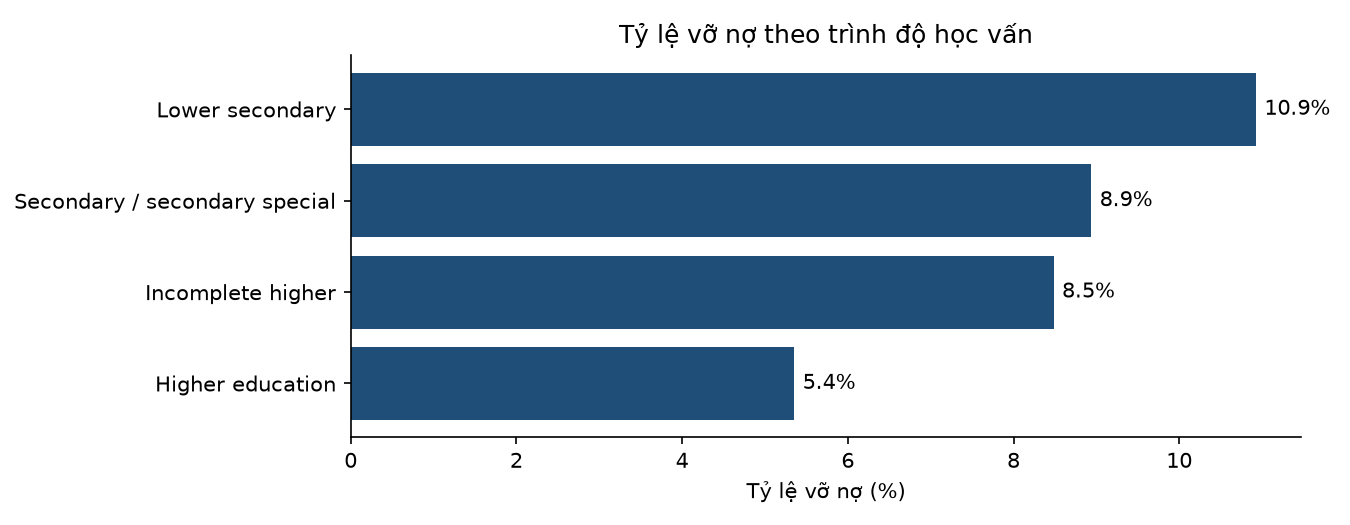 Tỷ lệ vỡ nợ theo trình độ học vấn
Lower secondary 10.9%
Secondary / secondary special 8.9%
Incomplete higher 8.5%
Higher education 5.4%
0 2 4 6 8 10
Tỷ lệ vỡ nợ (%)